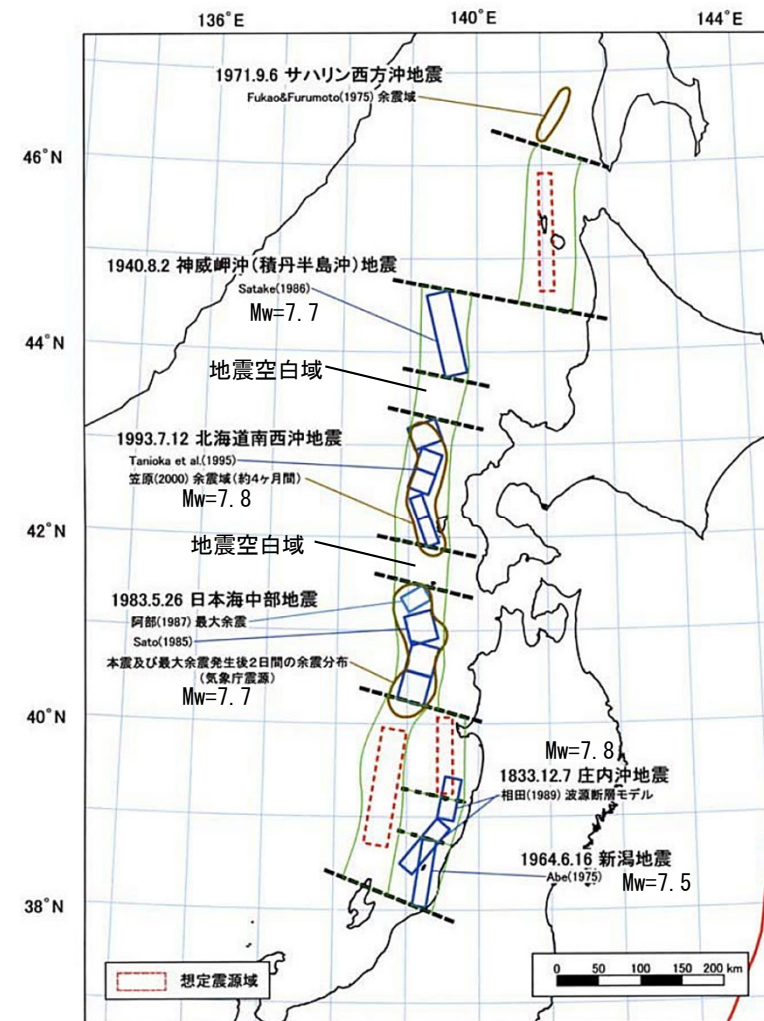 136°E 140°E 144°E
1971.9.6 サハリン西方沖地震
Fukao&Furumoto(1975) 余震域
46°N
1940.8.2 神威岬沖(積丹半島沖)地震
Satake(1986)
Mw=7.7
44°N
地震空白域
1993.7.12 北海道南西沖地震
Tanioka et al.(1995)
笠原(2000) 余震域(約4ヶ月間)
Mw=7.8
42°N
地震空白域
1983.5.26 日本海中部地震
阿部(1987) 最大余震
Sato(1985)
本震及び最大余震発生後2日間の余震分布
(気象庁震源)
Mw=7.7
40°N
Mw=7.8
1833.12.7 庄内沖地震
相田(1989) 波源断層モデル
1964.6.16 新潟地震
Abe(1975)
Mw=7.5
38°N
想定震源域
0 50 100 150 200 km